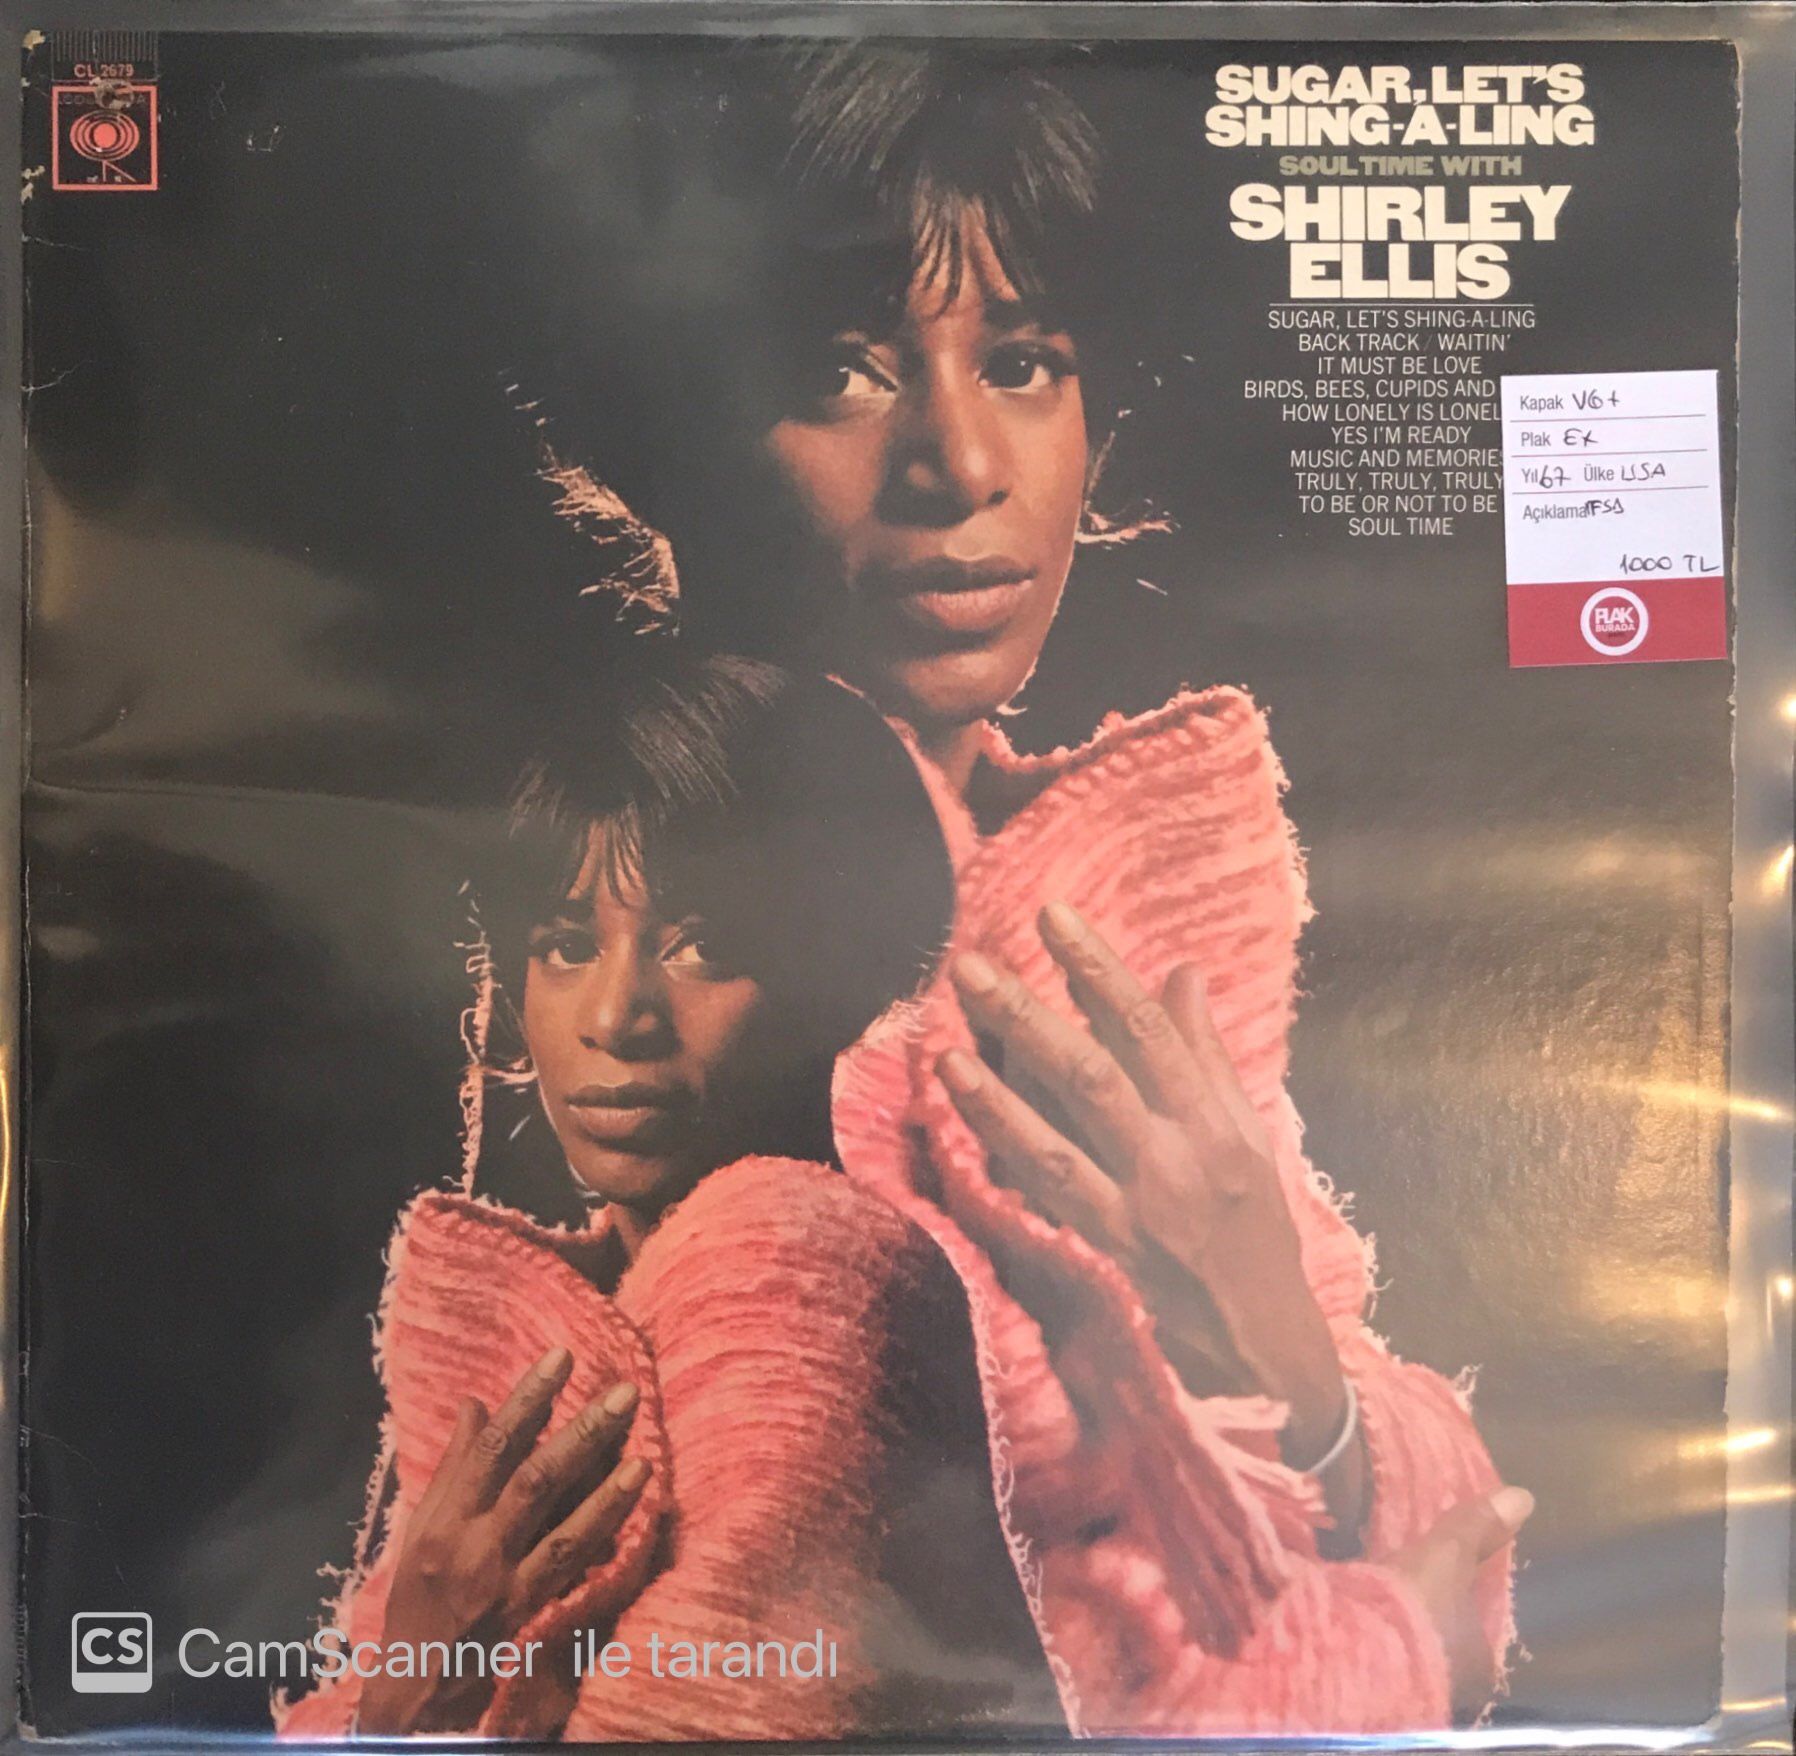 CL 2679
SUGAR, LET'S
SHING-A-LING
SOUL TIME WITH
SHIRLEY
ELLIS
SUGAR, LET'S SHING-A-LING
BACK TRACK / WAITIN'
IT MUST BE LOVE
BIRDS, BEES, CUPIDS AND
HOW LONELY IS LONEL
YES I'M READY
MUSIC AND MEMORIES
TRULY, TRULY, TRULY
TO BE OR NOT TO BE
SOUL TIME
Kapak VG+
Plak EX
Yıl 67 Ülke USA
Açıklama
1000 TL
PLAK
BURADA
CS CamScanner ile tarandı